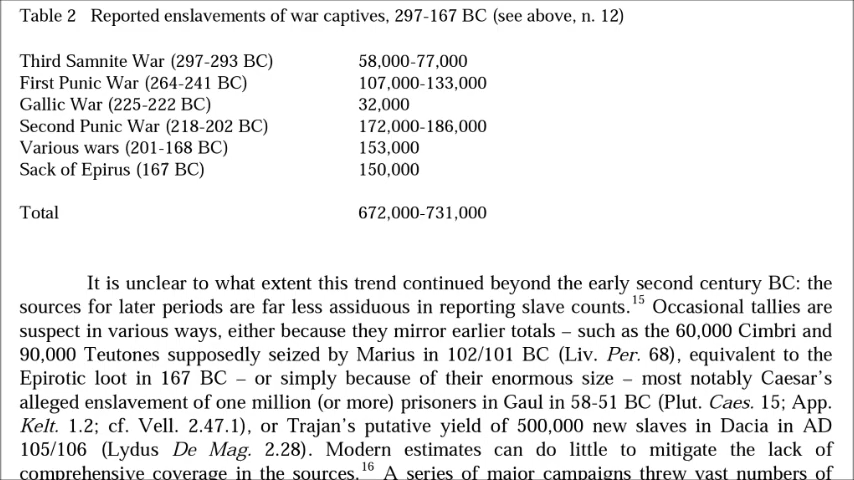 Table 2 Reported enslavements of war captives, 297-167 BC (see above, n. 12)
Third Samnite War (297-293 BC) 58,000-77,000
First Punic War (264-241 BC) 107,000-133,000
Gallic War (225-222 BC) 32,000
Second Punic War (218-202 BC) 172,000-186,000
Various wars (201-168 BC) 153,000
Sack of Epirus (167 BC) 150,000
Total 672,000-731,000
It is unclear to what extent this trend continued beyond the early second century BC: the
sources for later periods are far less assiduous in reporting slave counts.15 Occasional tallies are
suspect in various ways, either because they mirror earlier totals – such as the 60,000 Cimbri and
90,000 Teutones supposedly seized by Marius in 102/101 BC (Liv. Per. 68), equivalent to the
Epirotic loot in 167 BC – or simply because of their enormous size – most notably Caesar's
alleged enslavement of one million (or more) prisoners in Gaul in 58-51 BC (Plut. Caes. 15; App.
Kelt. 1.2; cf. Vell. 2.47.1), or Trajan's putative yield of 500,000 new slaves in Dacia in AD
105/106 (Lydus De Mag. 2.28). Modern estimates can do little to mitigate the lack of
comprehensive coverage in the sources.16 A series of major campaigns threw vast numbers of